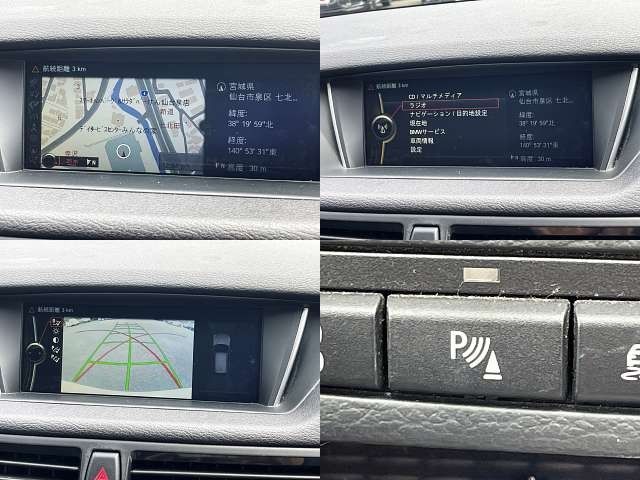 航続距離 3 km
宮城県
仙台市泉区 七北...
緯度:
38° 19' 59"北
経度:
140° 53' 31"東
高度: 30 m
みんなの家
N
航続距離 3 km
CD / マルチメディア
ラジオ
ナビゲーション / 目的地設定
現在地
BMWサービス
車両情報
設定
宮城県
仙台市泉区 七北...
緯度:
38° 19' 59"北
経度:
140° 53' 31"東
高度: 30 m
航続距離 3 km
P